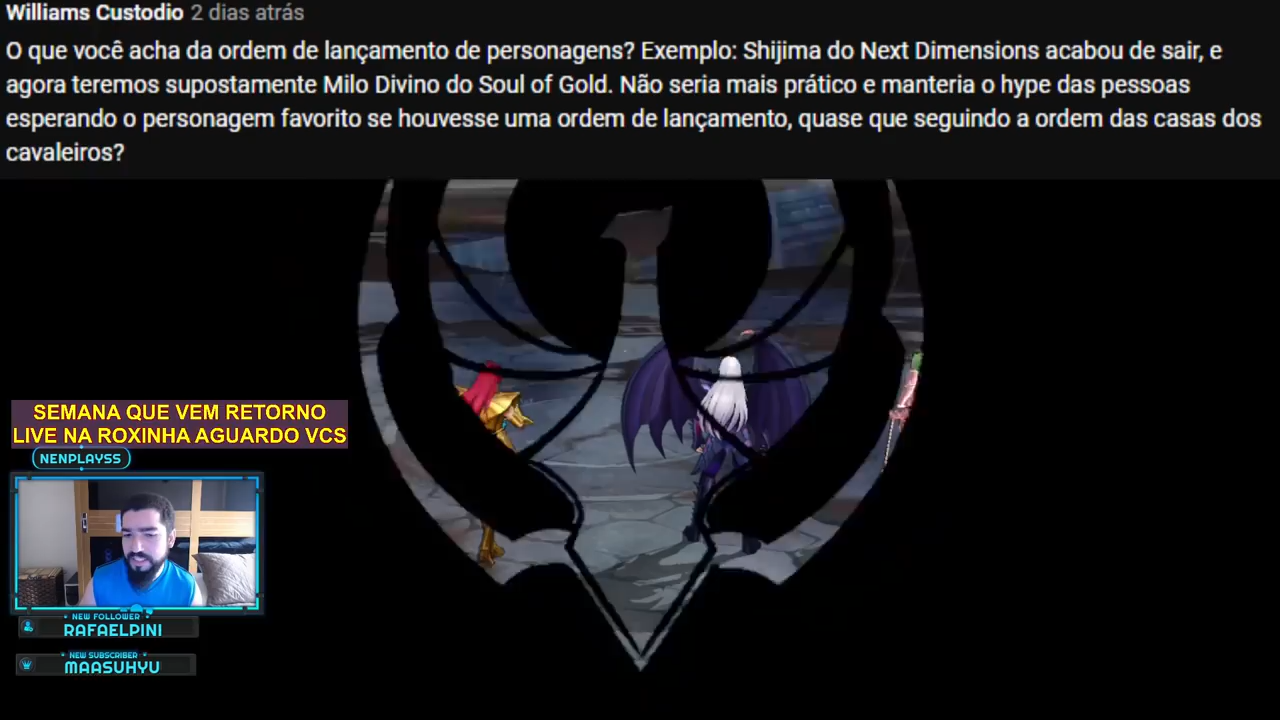 Williams Custodio 2 dias atrás
O que você acha da ordem de lançamento de personagens? Exemplo: Shijima do Next Dimensions acabou de sair, e
agora teremos supostamente Milo Divino do Soul of Gold. Não seria mais prático e manteria o hype das pessoas
esperando o personagem favorito se houvesse uma ordem de lançamento, quase que seguindo a ordem das casas dos
cavaleiros?
SEMANA QUE VEM RETORNO
LIVE NA ROXINHA AGUARDO VCS
NENPLAYSS
NEW FOLLOWER
RAFAELPINI
NEW SUBSCRIBER
MAASUHYU